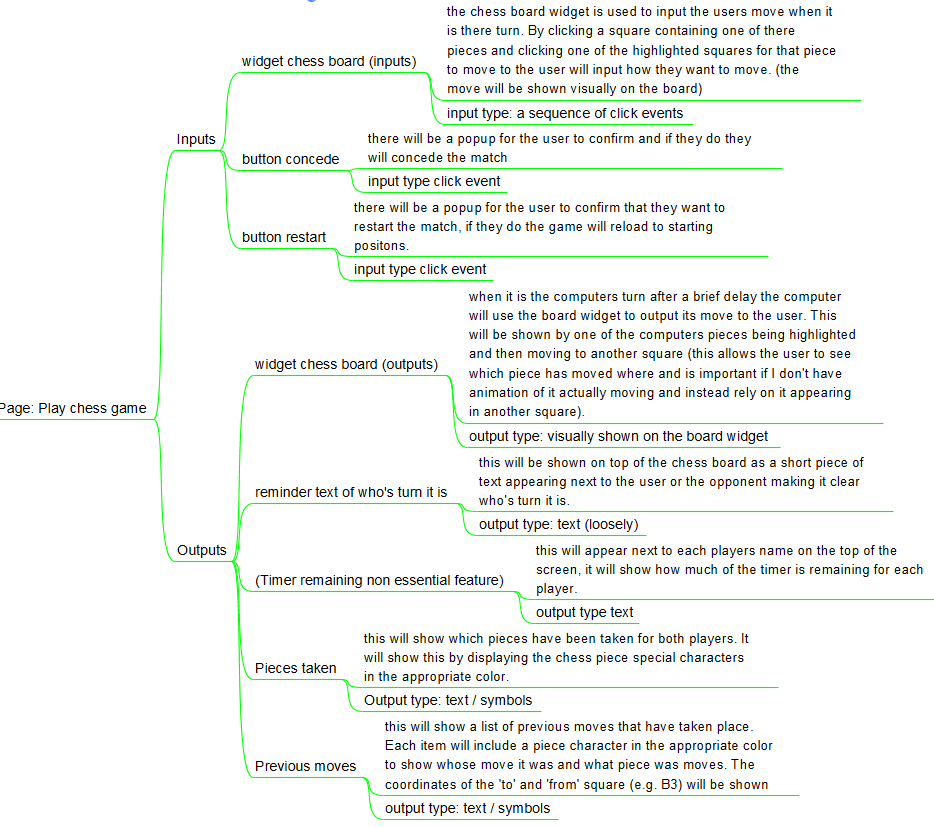 the chess board widget is used to input the users move when it
is there turn. By clicking a square containing one of there
pieces and clicking one of the highlighted squares for that piece
to move to the user will input how they want to move. (the
move will be shown visually on the board)
widget chess board (inputs)
input type: a sequence of click events
Inputs
there will be a popup for the user to confirm and if they do they
will concede the match
button concede
input type click event
there will be a popup for the user to confirm that they want to
restart the match, if they do the game will reload to starting
positons.
button restart
input type click event
when it is the computers turn after a brief delay the computer
will use the board widget to output its move to the user. This
will be shown by one of the computers pieces being highlighted
and then moving to another square (this allows the user to see
which piece has moved where and is important if I don't have
animation of it actually moving and instead rely on it appearing
in another square).
widget chess board (outputs)
output type: visually shown on the board widget
Page: Play chess game
this will be shown on top of the chess board as a short piece of
text appearing next to the user or the opponent making it clear
who's turn it is.
reminder text of who's turn it is
output type: text (loosely)
Outputs
this will appear next to each players name on the top of the
screen, it will show how much of the timer is remaining for each
player.
(Timer remaining non essential feature)
output type text
this will show which pieces have been taken for both players. It
will show this by displaying the chess piece special characters
in the appropriate color.
Pieces taken
Output type: text / symbols
this will show a list of previous moves that have taken place.
Each item will include a piece character in the appropriate color
to show whose move it was and what piece was moves. The
coordinates of the 'to' and 'from' square (e.g. B3) will be shown
Previous moves
output type: text / symbols